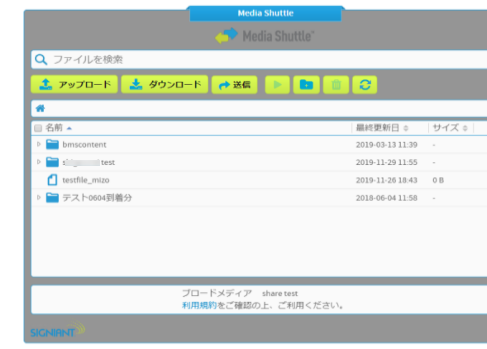 Media Shuttle
Media Shuttle
ファイルを検索
アップロード ダウンロード 送信
名前 最終更新日 サイズ
bmscontent 2019-03-13 11:39 -
test 2019-11-29 11:55 -
testfile_mizo 2019-11-26 18:43 0 B
テスト0604到着分 2018-06-04 11:58 -
ブロードメディア share test
利用規約をご確認の上、ご利用ください。
SIGNIANT